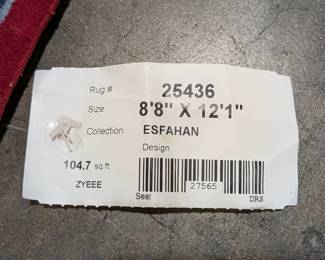 Rug # 25436
Size 8'8" X 12'1"
Collection ESFAHAN
Design
104.7 sq.ft
ZYEEE
27565
Seal DRS